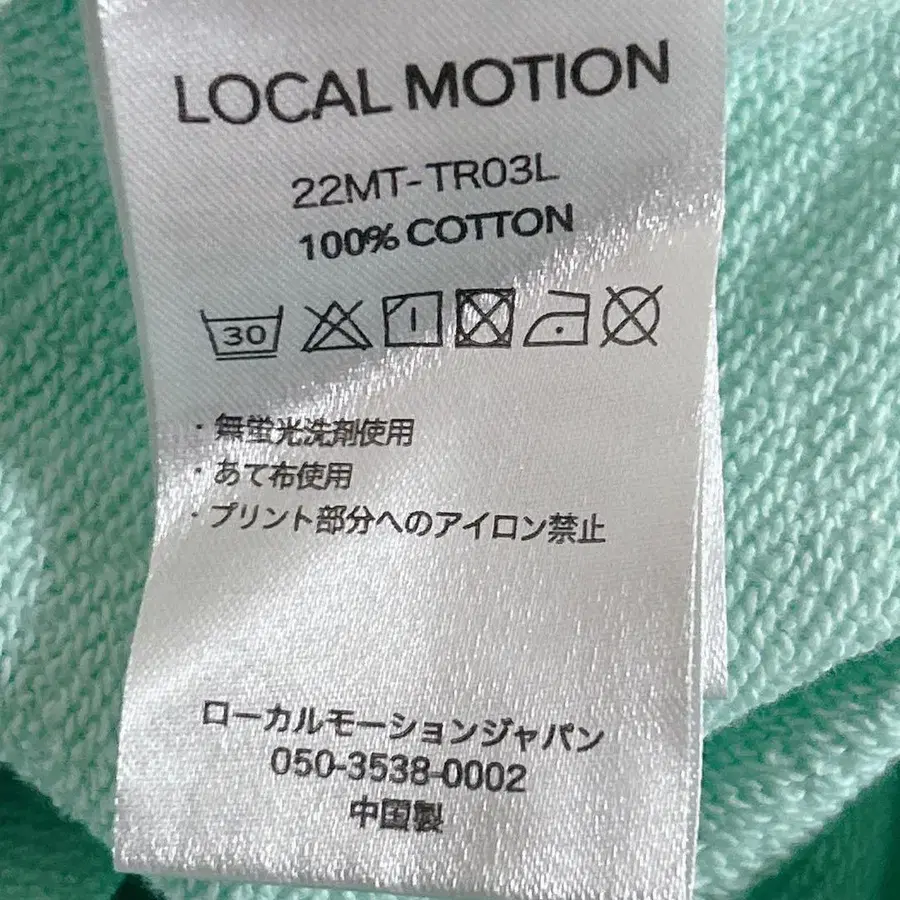 LOCAL MOTION
22MT-TR03L
100% COTTON
30
・無蛍光洗剤使用
・あて布使用
・プリント部分へのアイロン禁止
ローカルモーションジャパン
050-3538-0002
中国製